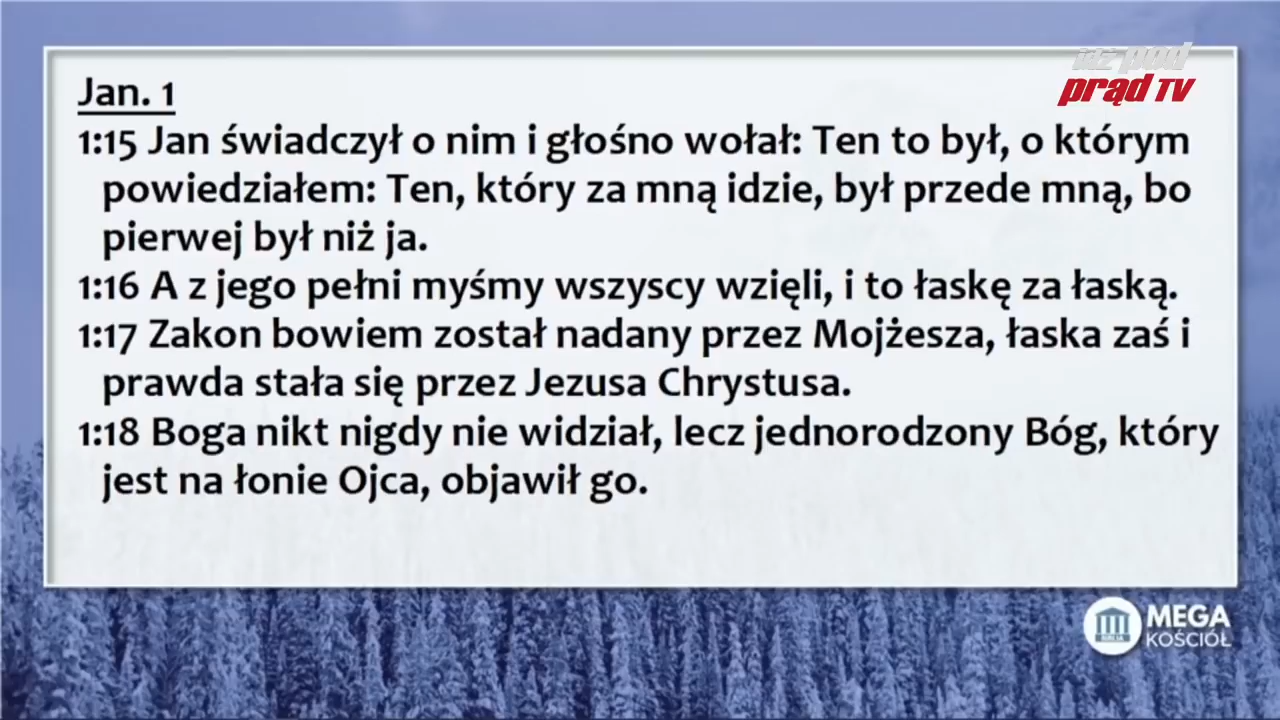 idź pod
prąd TV
Jan. 1
1:15 Jan świadczył o nim i głośno wołał: Ten to był, o którym
powiedziałem: Ten, który za mną idzie, był przede mną, bo
pierwej był niż ja.
1:16 A z jego pełni myśmy wszyscy wzięli, i to łaskę za łaską.
1:17 Zakon bowiem został nadany przez Mojżesza, łaska zaś i
prawda stała się przez Jezusa Chrystusa.
1:18 Boga nikt nigdy nie widział, lecz jednorodzony Bóg, który
jest na łonie Ojca, objawił go.
BIBLIA
MEGA
KOŚCIÓŁ